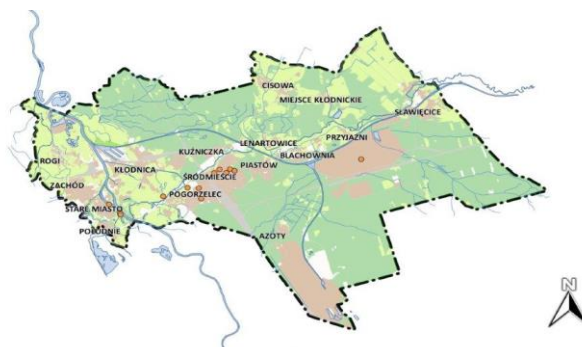 CISOWA
MIEJSCE KŁODNICKIE
SŁAWIĘCICE
PRZYJAŹNI
LENARTOWICE
KUŹNICZKA
BLACHOWNIA
ROGI
PIASTÓW
KŁODNICA
ŚRÓDMIEŚCIE
ZACHÓD
POGORZELEC
STARE MIASTO
POŁUDNIE
AZOTY
N